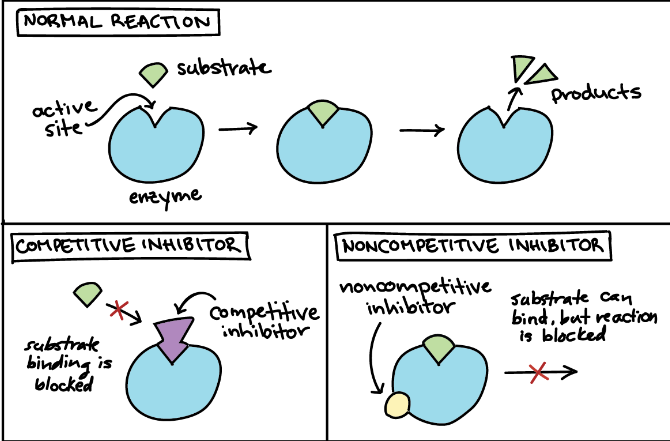 NORMAL REACTION
substrate
active
site
enzyme
products
COMPETITIVE INHIBITOR
competitive
inhibitor
substrate
binding is
blocked
NONCOMPETITIVE INHIBITOR
noncompetitive
inhibitor
substrate can
bind, but reaction
is blocked